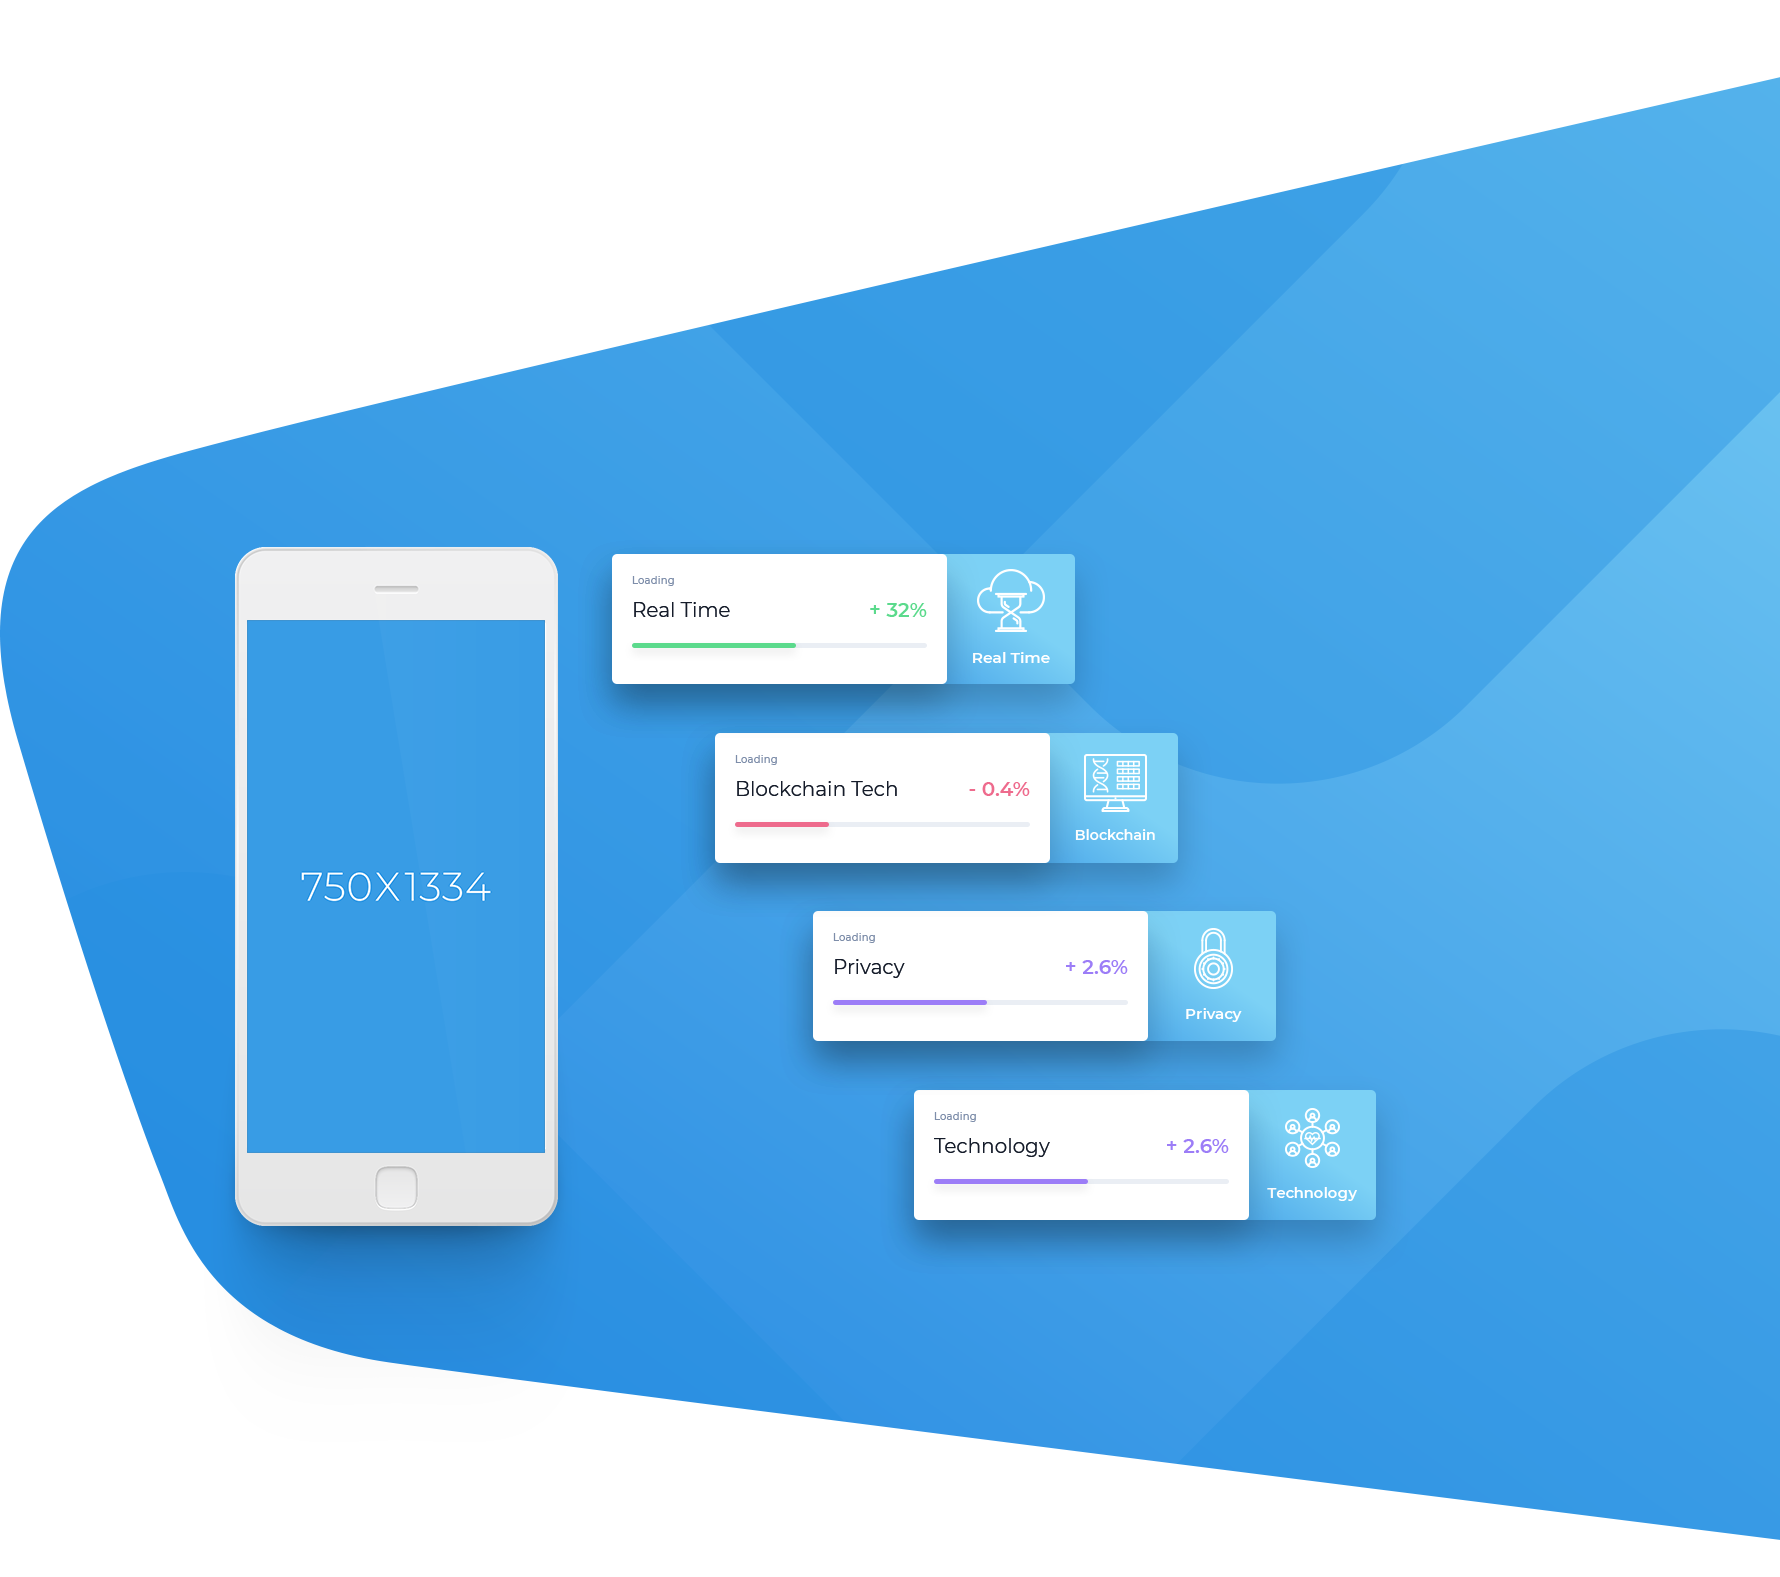 Loading
Real Time + 32%
Real Time
Loading
Blockchain Tech - 0.4%
Blockchain
750X1334
Loading
Privacy + 2.6%
Privacy
Loading
Technology + 2.6%
Technology